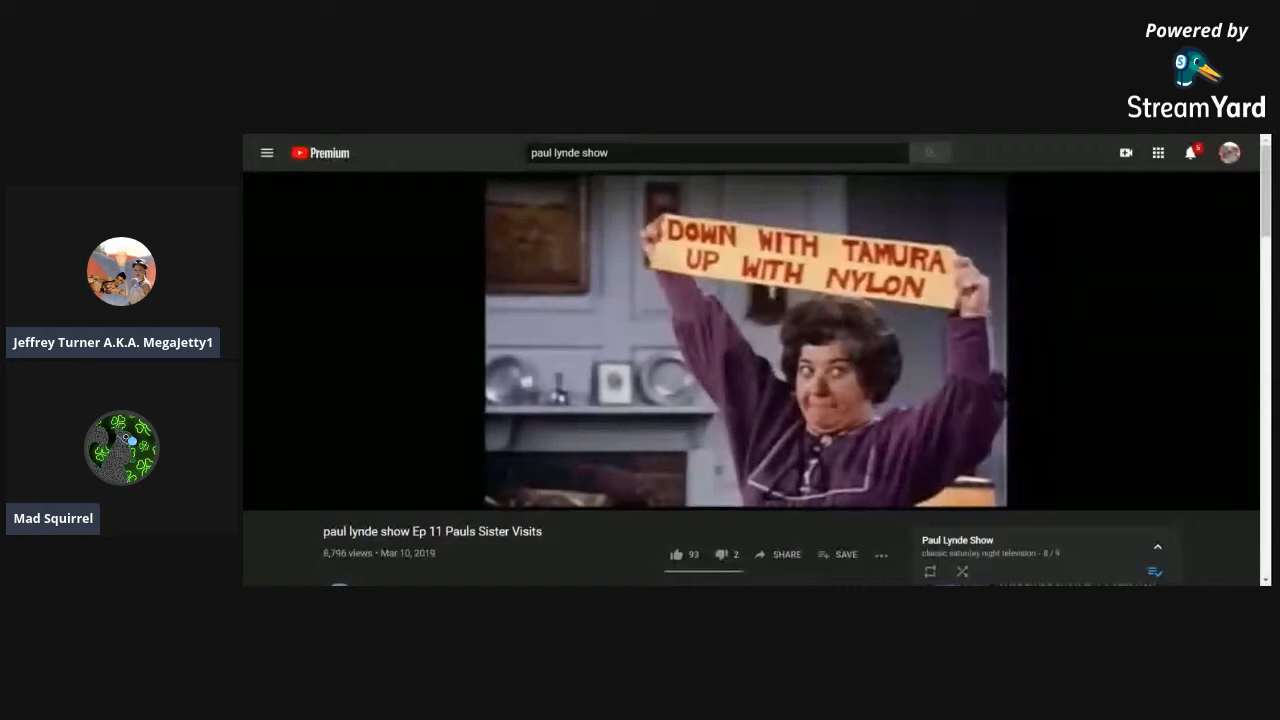 Powered by
StreamYard
Premium
paul lynde show
5
DOWN WITH TAMURA
UP WITH NYLON
Jeffrey Turner A.K.A. MegaJetty1
Mad Squirrel
paul lynde show Ep 11 Pauls Sister Visits
8,796 views • Mar 10, 2019
93
2
SHARE
SAVE
Paul Lynde Show
classic saturday night television - 8 / 9